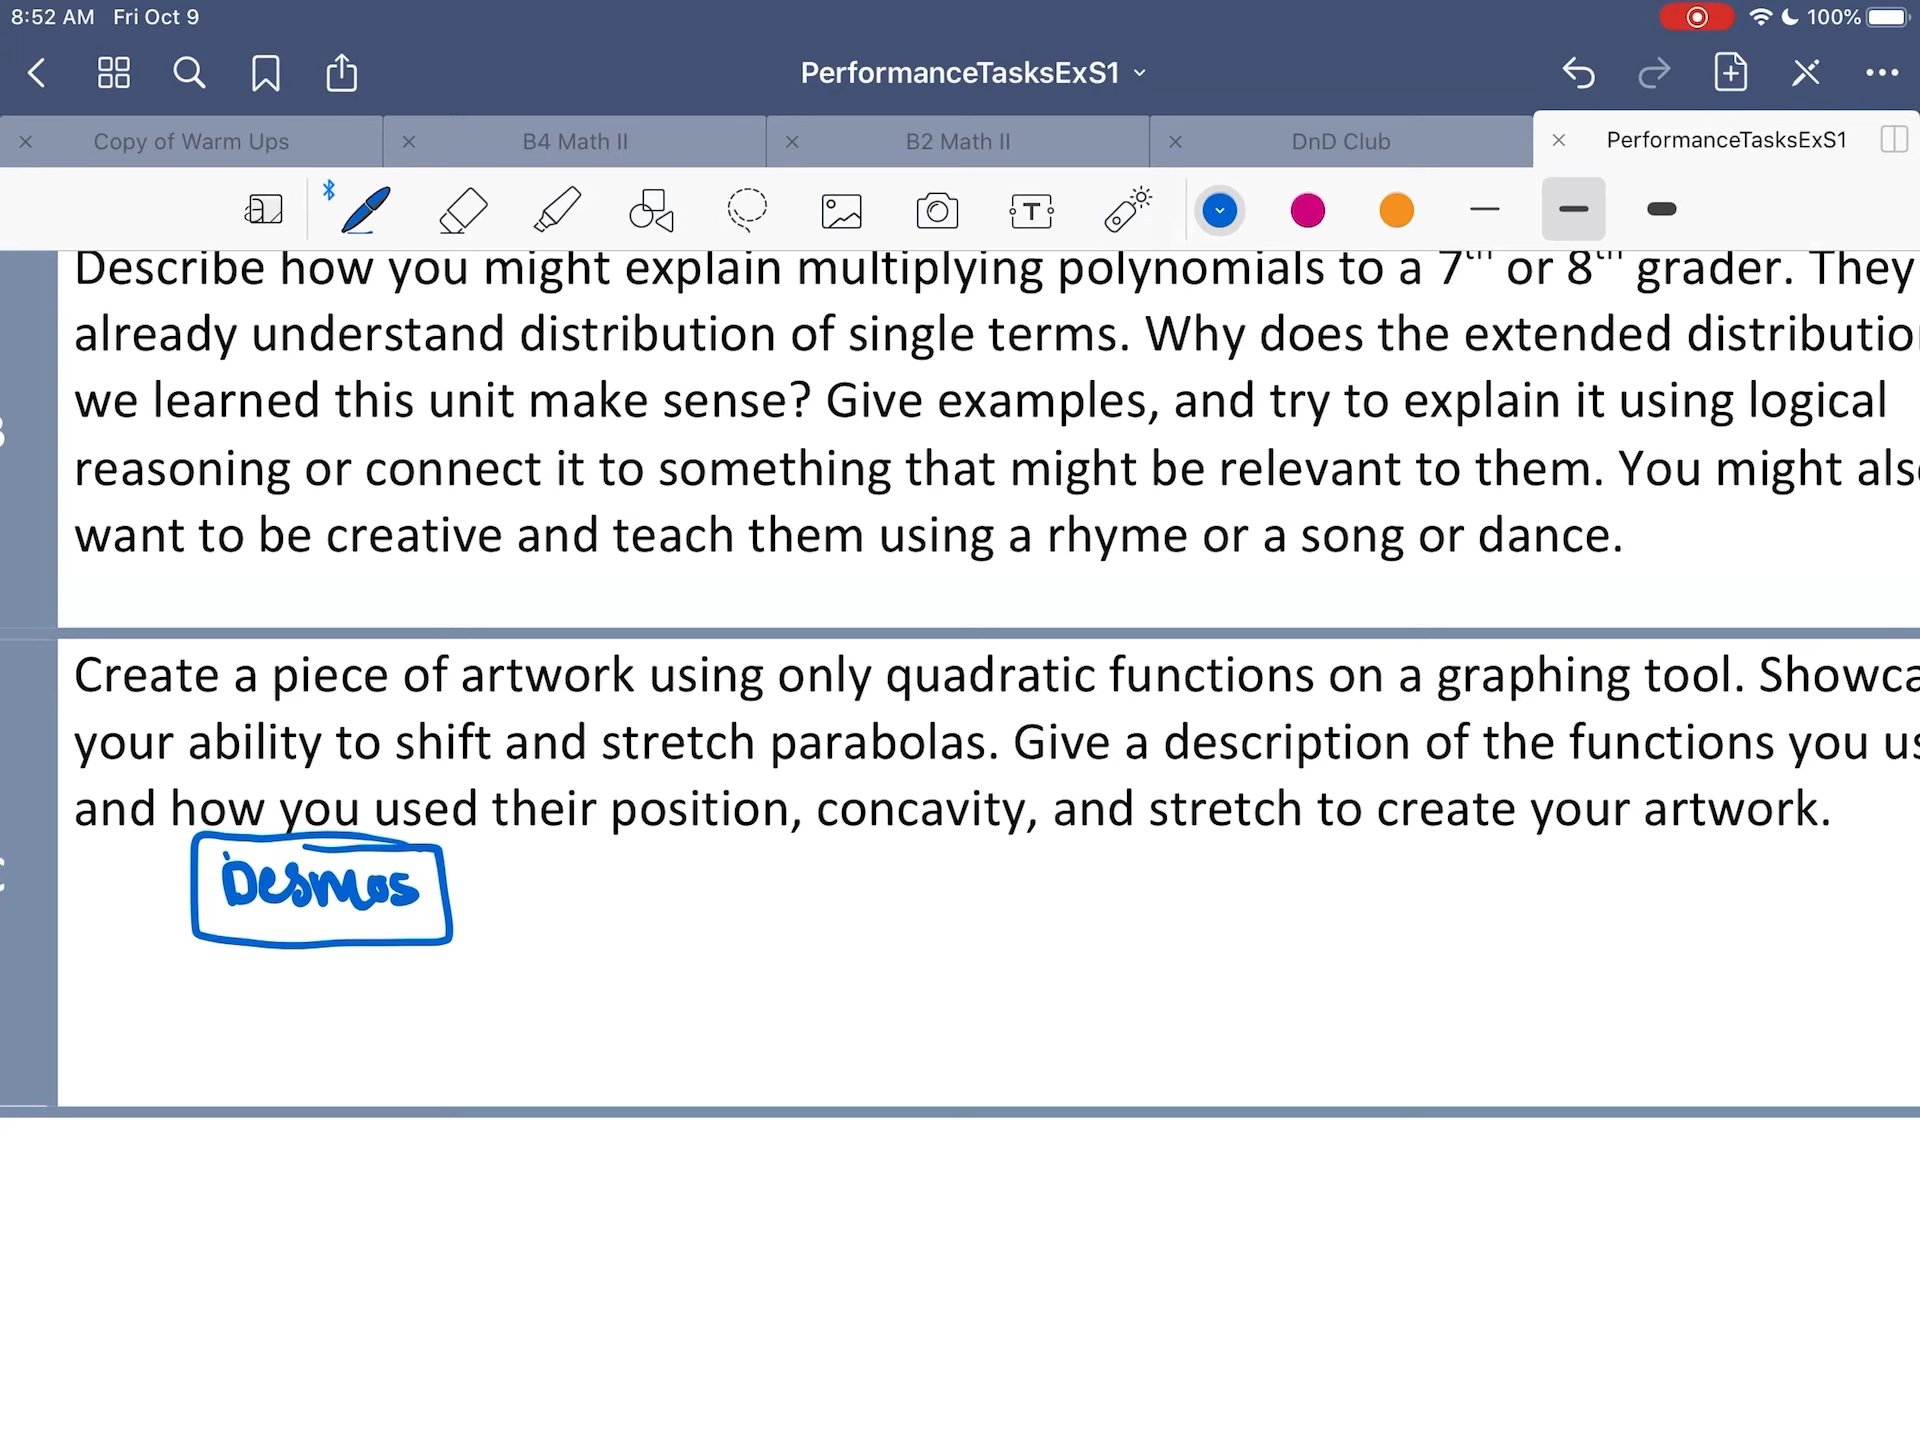 8:52 AM Fri Oct 9 100%
PerformanceTasksExS1
Copy of Warm Ups B4 Math II B2 Math II DnD Club PerformanceTasksExS1
Describe how you might explain multiplying polynomials to a 7th or 8th grader. They
already understand distribution of single terms. Why does the extended distributio
we learned this unit make sense? Give examples, and try to explain it using logical
reasoning or connect it to something that might be relevant to them. You might als
want to be creative and teach them using a rhyme or a song or dance.
Create a piece of artwork using only quadratic functions on a graphing tool. Showca
your ability to shift and stretch parabolas. Give a description of the functions you us
and how you used their position, concavity, and stretch to create your artwork.
Desmos